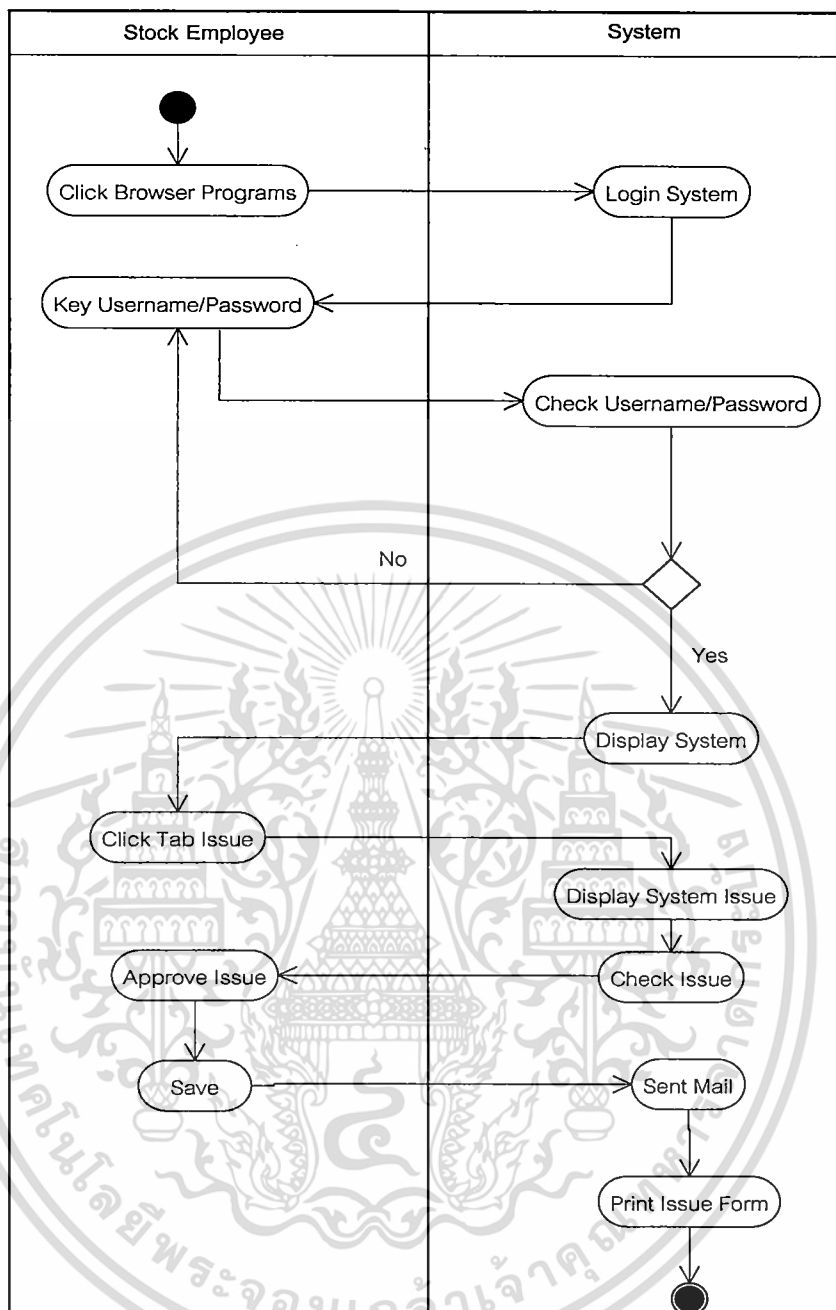 Stock Employee
System
Click Browser Programs
Login System
Key Username/Password
Check Username/Password
No
Yes
Display System
Click Tab Issue
Display System Issue
Approve Issue
Check Issue
Save
Sent Mail
Print Issue Form